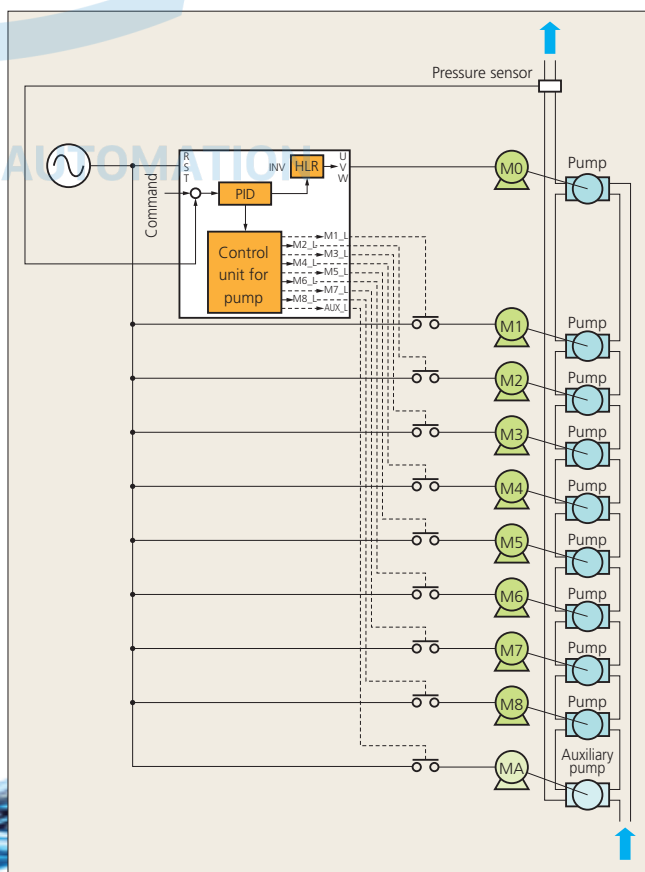 Pressure sensor
AUTOMATION
R
S
T
INV
HLR
U
V
W
M0
Pump
Command
PID
Control
unit for
pump
M1_L
M2_L
M3_L
M4_L
M5_L
M6_L
M7_L
M8_L
AUX_L
M1
Pump
M2
Pump
M3
Pump
M4
Pump
M5
Pump
M6
Pump
M7
Pump
M8
Pump
MA
Auxiliary
pump